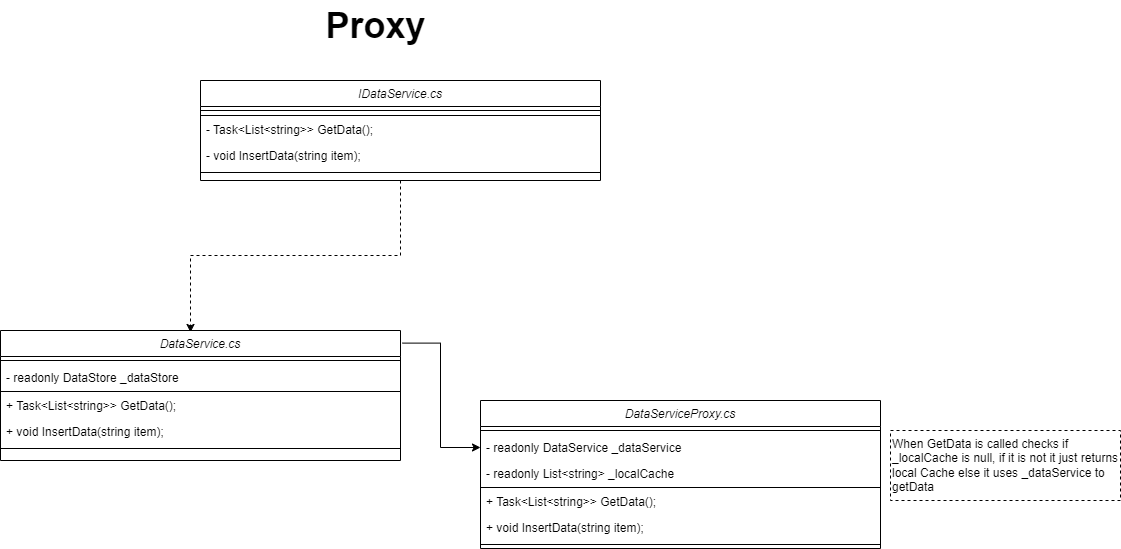 Proxy
IDataService.cs
- Task<List<string>> GetData();
- void InsertData(string item);
DataService.cs
- readonly DataStore _dataStore
+ Task<List<string>> GetData();
+ void InsertData(string item);
DataServiceProxy.cs
- readonly DataService _dataService
- readonly List<string> _localCache
+ Task<List<string>> GetData();
+ void InsertData(string item);
When GetData is called checks if
_localCache is null, if it is not it just returns
local Cache else it uses _dataService to
getData